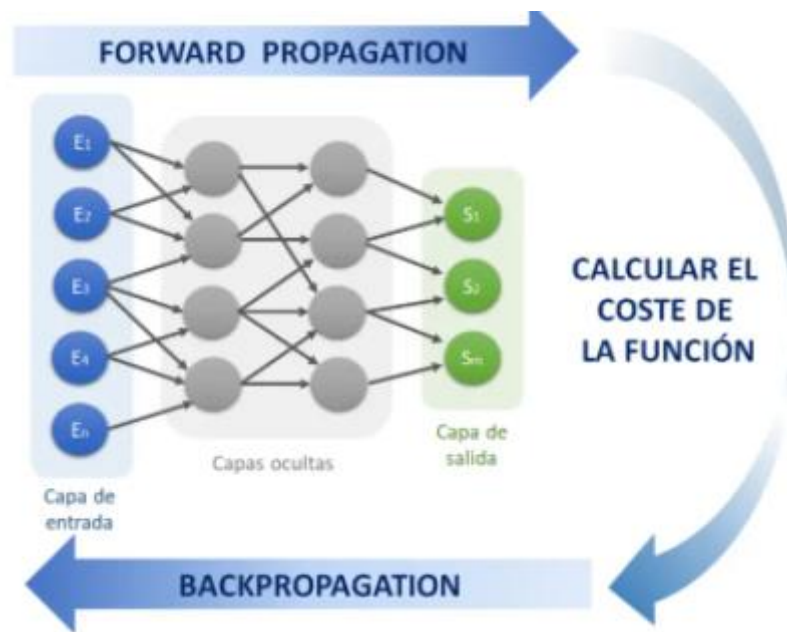 FORWARD PROPAGATION
E1
E2
E3
E4
En
S1
S2
Sm
CALCULAR EL
COSTE DE
LA FUNCIÓN
Capas ocultas
Capa de
salida
Capa de
entrada
BACKPROPAGATION